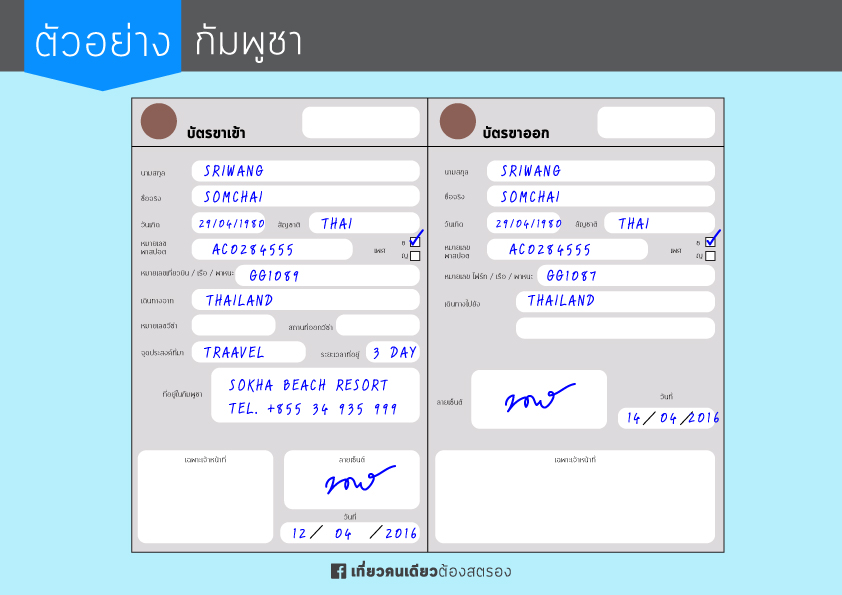 ตัวอย่าง กัมพูชา
บัตรขาเข้า
นามสกุล SRIWANG
ชื่อจริง SOMCHAI
วันเกิด 29/04/1980 สัญชาติ THAI
หมายเลขพาสปอต AC0284555 เพศ ช ✓ ญ
หมายเลขเที่ยวบิน / เรือ / พาหนะ GG1089
เดินทางจาก THAILAND
หมายเลขวีซ่า สถานที่ออกวีซ่า
จุดประสงค์ที่มา TRAAVEL ระยะเวลาที่อยู่ 3 DAY
ที่อยู่ในกัมพูชา SOKHA BEACH RESORT
TEL. +855 34 935 999
เฉพาะเจ้าหน้าที่ ลายเซ็นต์
วันที่
12 / 04 / 2016
บัตรขาออก
นามสกุล SRIWANG
ชื่อจริง SOMCHAI
วันเกิด 29/04/1980 สัญชาติ THAI
หมายเลขพาสปอต AC0284555 เพศ ช ✓ ญ
หมายเลข ไฟร์ท / เรือ / พาหนะ GG1087
เดินทางไปยัง THAILAND
ลายเซ็นต์ วันที่
14 / 04 / 2016
เฉพาะเจ้าหน้าที่
เที่ยวคนเดียวต้องสตรอง